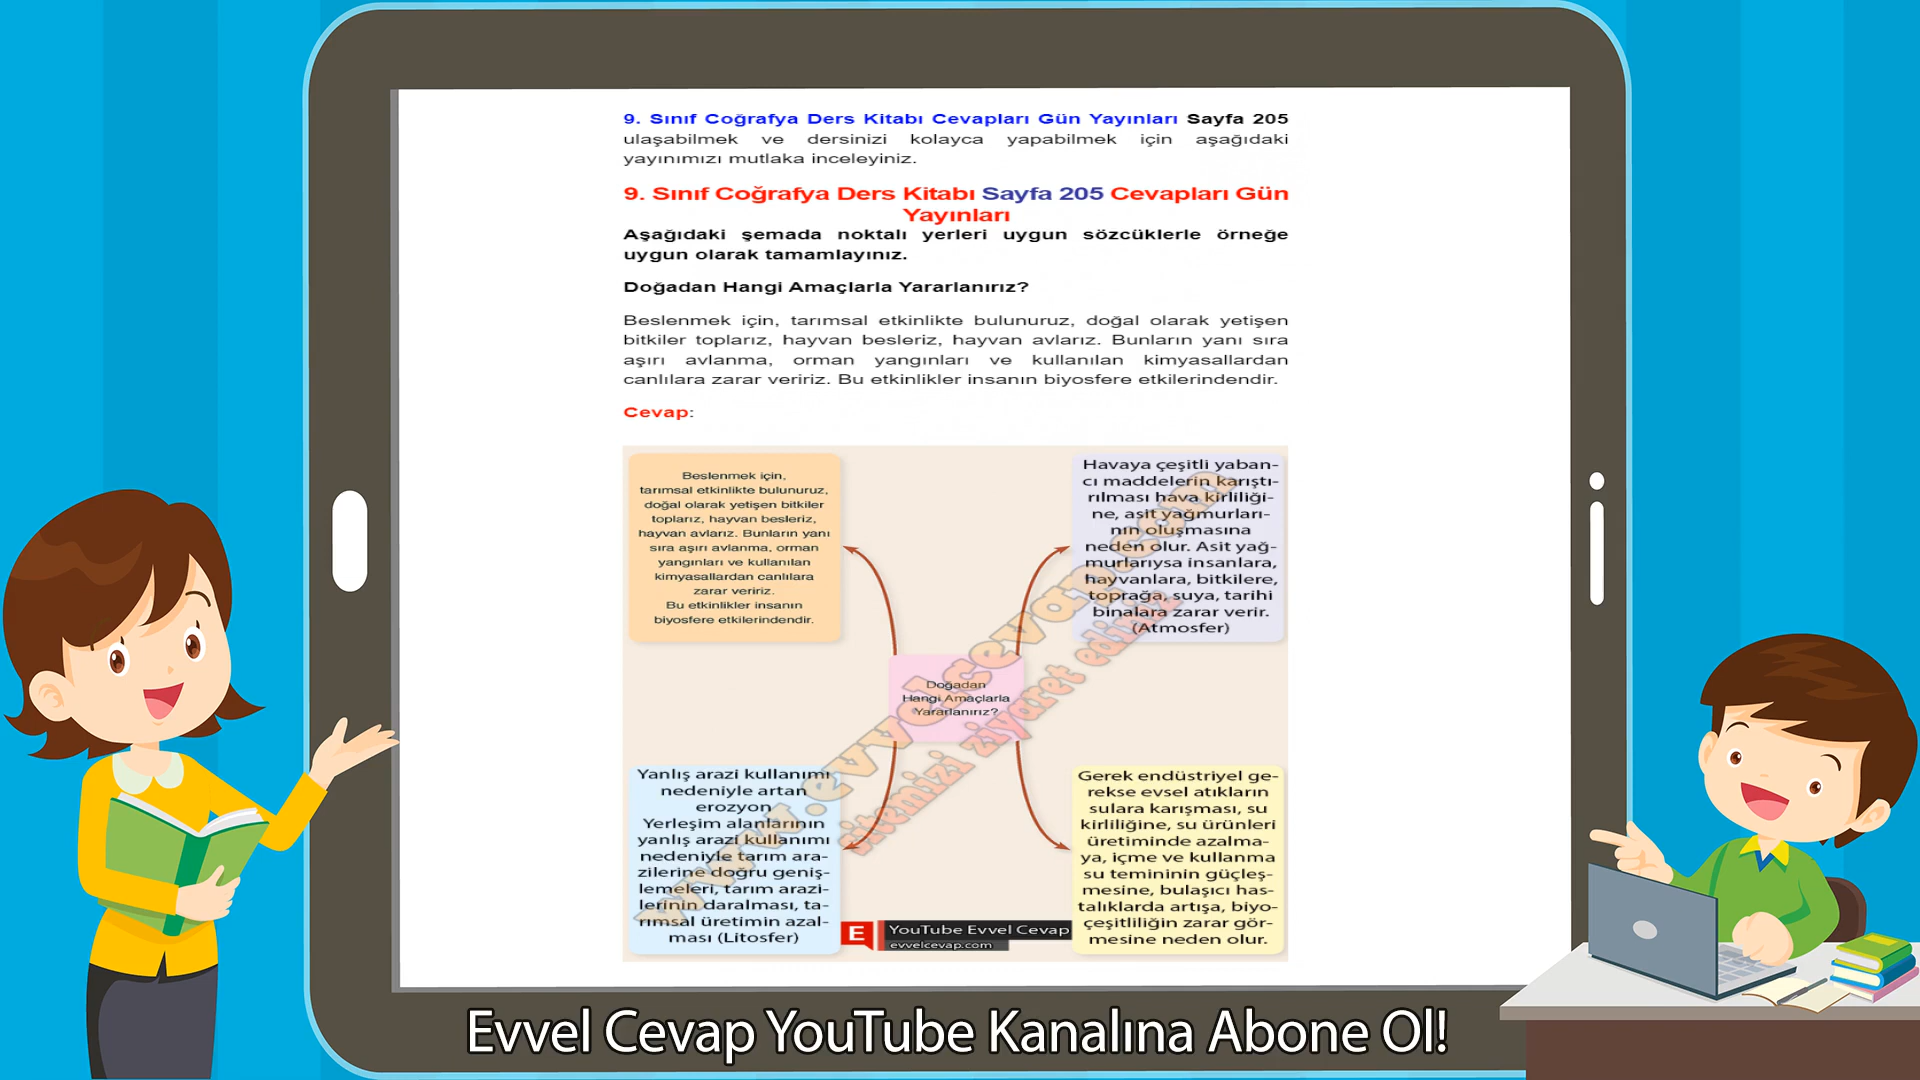 9. Sınıf Coğrafya Ders Kitabı Cevapları Gün Yayınları Sayfa 205
ulaşabilmek ve dersinizi kolayca yapabilmek için aşağıdaki
yayınımızı mutlaka inceleyiniz.
9. Sınıf Coğrafya Ders Kitabı Sayfa 205 Cevapları Gün
Yayınları
Aşağıdaki şemada noktalı yerleri uygun sözcüklerle örneğe
uygun olarak tamamlayınız.
Doğadan Hangi Amaçlarla Yararlanırız?
Beslenmek için, tarımsal etkinlikte bulunuruz, doğal olarak yetişen
bitkiler toplarız, hayvan besleriz, hayvan avlarız. Bunların yanı sıra
aşırı avlanma, orman yangınları ve kullanılan kimyasallardan
canlılara zarar veririz. Bu etkinlikler insanın biyosfere etkilerindendir.
Cevap:
Beslenmek için,
tarımsal etkinlikte bulunuruz,
doğal olarak yetişen bitkiler
toplarız, hayvan besleriz,
hayvan avlarız. Bunların yanı
sıra aşırı avlanma, orman
yangınları ve kullanılan
kimyasallardan canlılara
zarar veririz.
Bu etkinlikler insanın
biyosfere etkilerindendir.
Havaya çeşitli yaban-
cı maddelerin karıştı-
rılması hava kirliliği-
ne, asit yağmurları-
nın oluşmasına
neden olur. Asit yağ-
murlarıysa insanlara,
hayvanlara, bitkilere,
toprağa, suya, tarihi
binalara zarar verir.
(Atmosfer)
Doğadan
Hangi Amaçlarla
Yararlanırız?
Yanlış arazi kullanımı
nedeniyle artan
erozyon
Yerleşim alanlarının
yanlış arazi kullanımı
nedeniyle tarım ara-
zilerine doğru geniş-
lemeleri, tarım arazi-
lerinin daralması, ta-
rımsal üretimin azal-
ması (Litosfer)
Gerek endüstriyel ge-
rekse evsel atıkların
sulara karışması, su
kirliliğine, su ürünleri
üretiminde azalma-
ya, içme ve kullanma
su temininin güçleş-
mesine, bulaşıcı has-
talıklarda artışa, biyo-
çeşitliliğin zarar gör-
mesine neden olur.
www.evvelcevap.com
sitemizi ziyaret ediniz
E
YouTube Evvel Cevap
evvelcevap.com
Evvel Cevap YouTube Kanalına Abone Ol!